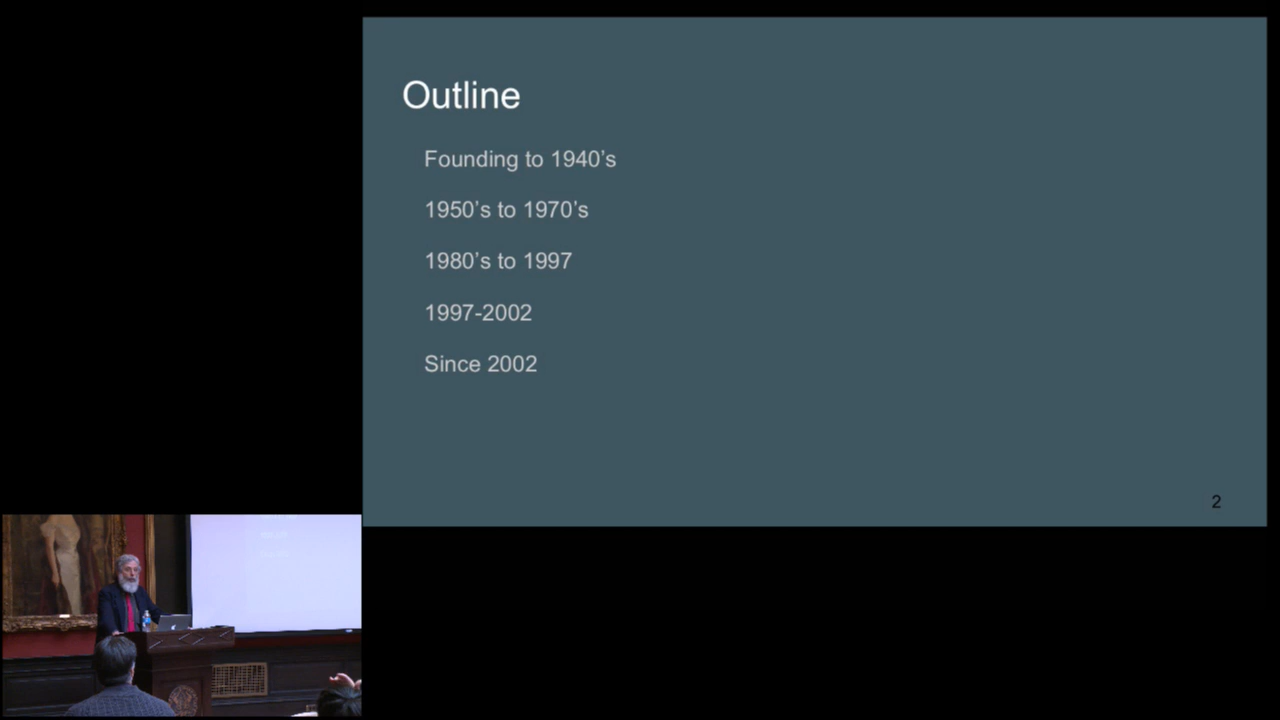 Outline
Founding to 1940's
1950's to 1970's
1980's to 1997
1997-2002
Since 2002
2